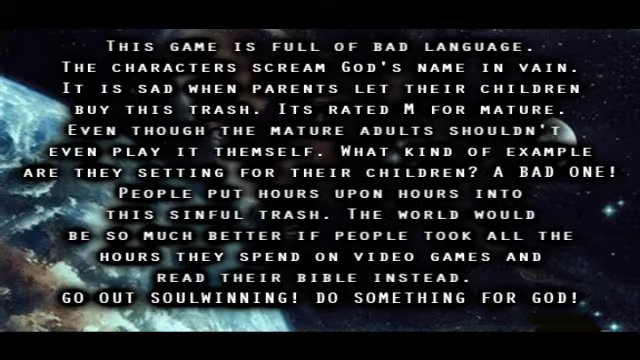 This game is full of bad language.
The characters scream God's name in vain.
It is sad when parents let their children
buy this trash. Its rated M for mature.
Even though the mature adults shouldn't
even play it themself. What kind of example
are they setting for their children? A BAD ONE!
People put hours upon hours into
this sinful trash. The world would
be so much better if people took all the
hours they spend on video games and
read their bible instead.
GO OUT SOULWINNING! DO SOMETHING FOR GOD!